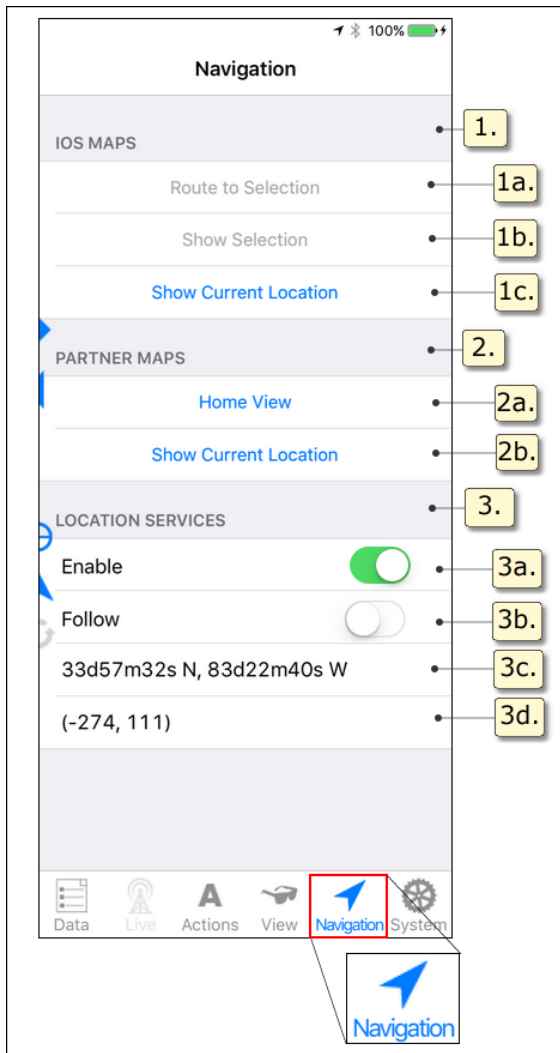 100%
Navigation
1.
IOS MAPS
Route to Selection
1a.
Show Selection
1b.
Show Current Location
1c.
2.
PARTNER MAPS
Home View
2a.
Show Current Location
2b.
3.
LOCATION SERVICES
Enable
3a.
Follow
3b.
33d57m32s N, 83d22m40s W
3c.
(-274, 111)
3d.
A
Data Live Actions View Navigation System
Navigation